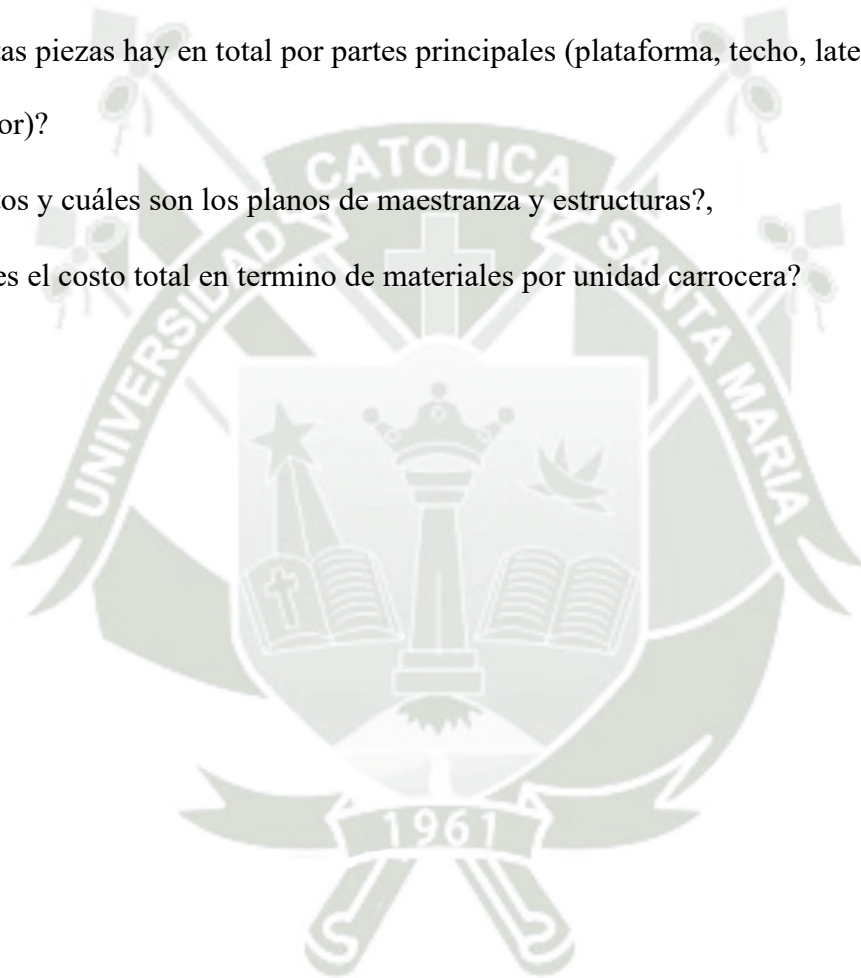 as piezas hay en total por partes principales (plataforma, techo, late
or)?
os y cuáles son los planos de maestranza y estructuras?,
es el costo total en termino de materiales por unidad carrocera?
UNIVERSIDAD CATOLICA SANTA MARIA
1961